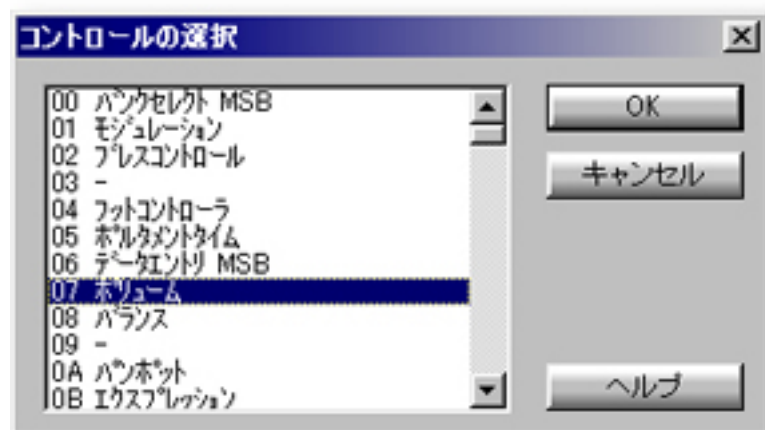 コントロールの選択
00 ﾊﾞﾝｸｾﾚｸﾄ MSB
01 ﾓｼﾞｭﾚｰｼｮﾝ
02 ﾌﾞﾚｽｺﾝﾄﾛｰﾙ
03 -
04 ﾌｯﾄｺﾝﾄﾛｰﾗ
05 ﾎﾟﾙﾀﾒﾝﾄﾀｲﾑ
06 ﾃﾞｰﾀｴﾝﾄﾘ MSB
07 ﾎﾞﾘｭｰﾑ
08 ﾊﾞﾗﾝｽ
09 -
0A ﾊﾟﾝﾎﾟｯﾄ
0B ｴｸｽﾌﾟﾚｯｼｮﾝ
OK
キャンセル
ヘルプ